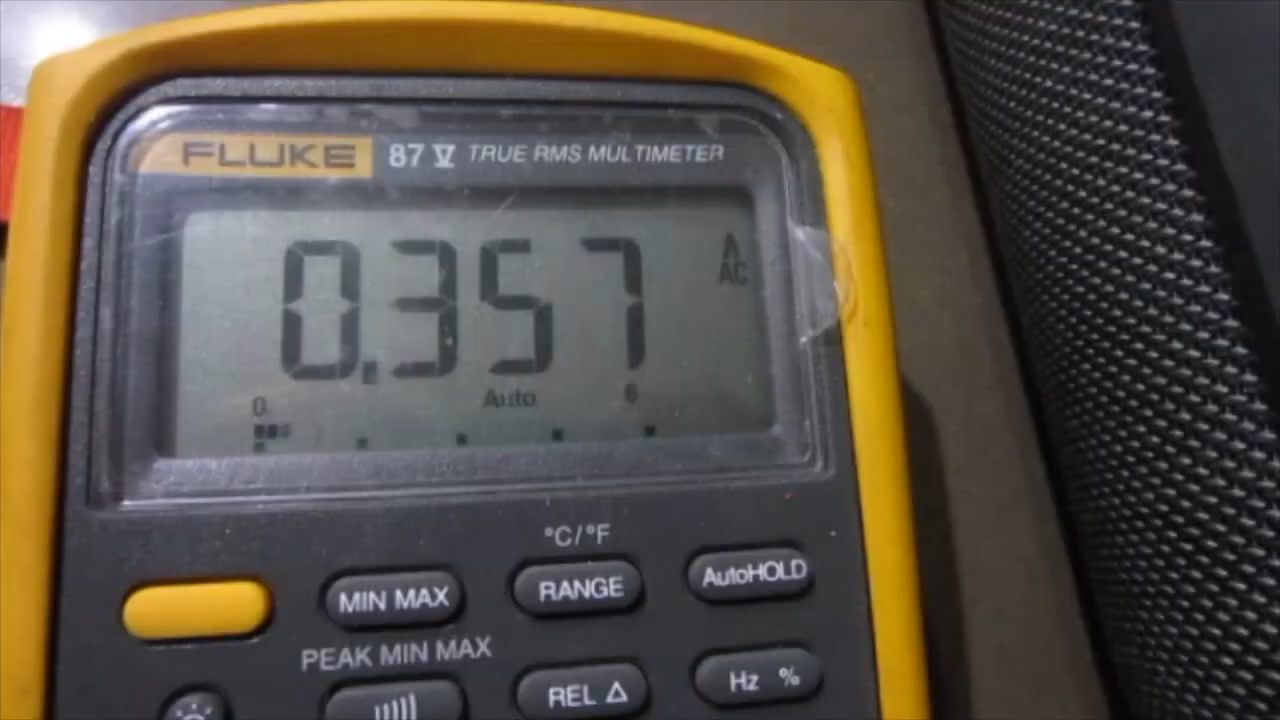 FLUKE 87 V TRUE RMS MULTIMETER
0.357 A
AC
0 Auto 6
°C/°F
MIN MAX RANGE AutoHOLD
PEAK MIN MAX
REL Δ Hz %